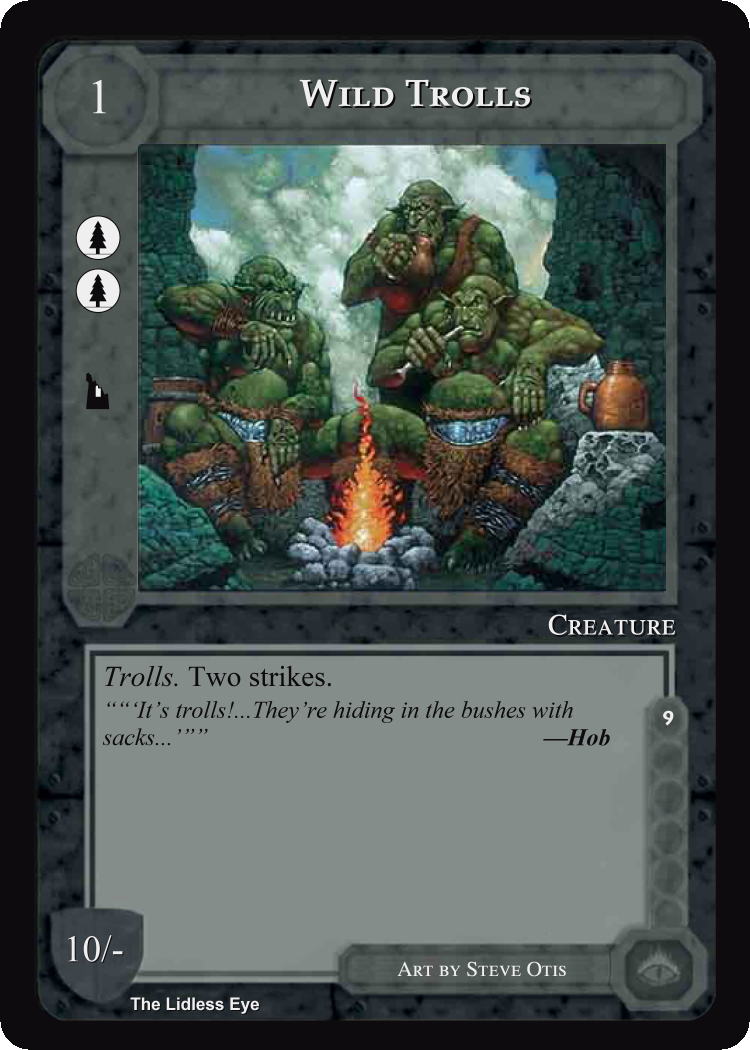 1
WILD TROLLS
CREATURE
Trolls. Two strikes.
““‘It’s trolls!...They’re hiding in the bushes with
sacks...’”” —Hob
9
10/-
ART BY STEVE OTIS
The Lidless Eye